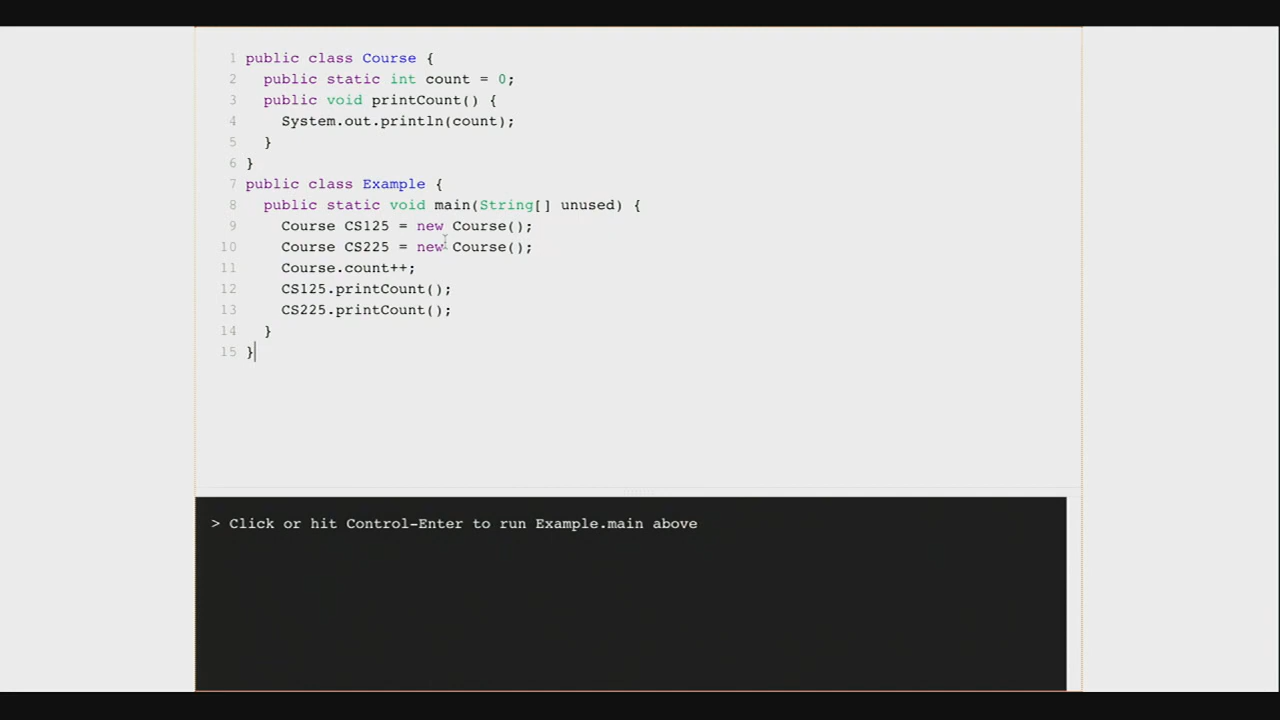 1 public class Course {
2   public static int count = 0;
3   public void printCount() {
4     System.out.println(count);
5   }
6 }
7 public class Example {
8   public static void main(String[] unused) {
9     Course CS125 = new Course();
10     Course CS225 = new Course();
11     Course.count++;
12     CS125.printCount();
13     CS225.printCount();
14   }
15 }
> Click or hit Control-Enter to run Example.main above